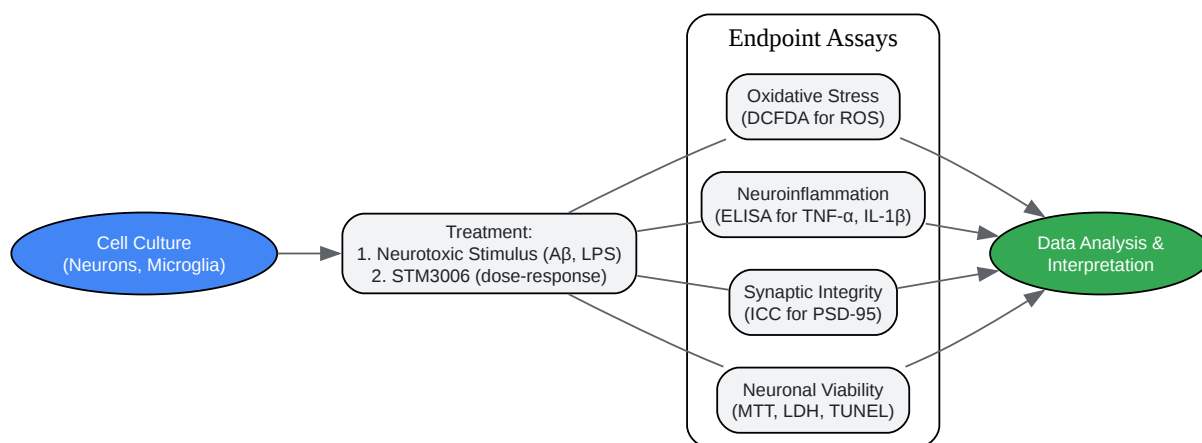 Endpoint Assays
Oxidative Stress
(DCFDA for ROS)
Neuroinflammation
(ELISA for TNF-α, IL-1β)
Cell Culture
(Neurons, Microglia)
Treatment:
1. Neurotoxic Stimulus (Aβ, LPS)
2. STM3006 (dose-response)
Data Analysis &
Interpretation
Synaptic Integrity
(ICC for PSD-95)
Neuronal Viability
(MTT, LDH, TUNEL)